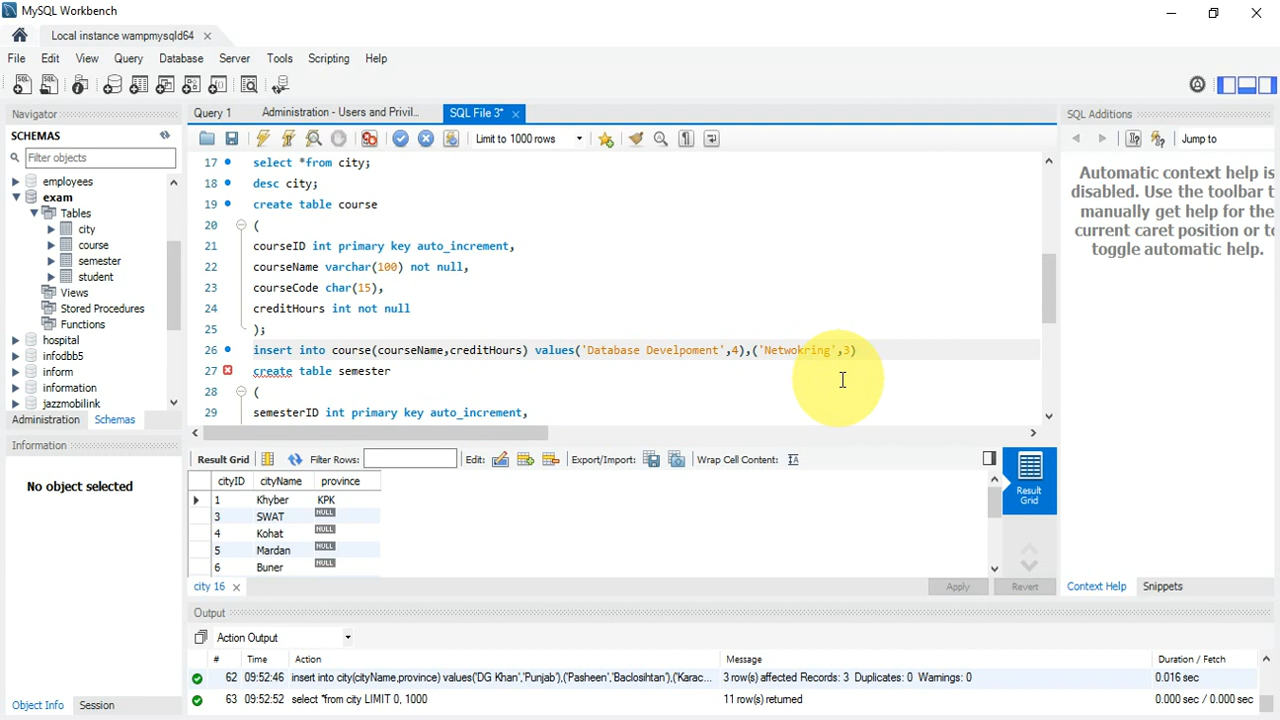 MySQL Workbench
Local instance wampmysqld64
File Edit View Query Database Server Tools Scripting Help
Navigator
SCHEMAS
Filter objects
employees
exam
Tables
city
course
semester
student
Views
Stored Procedures
Functions
hospital
infodbb5
inform
information
jazzmobilink
Administration Schemas
Information
No object selected
Object Info Session
Query 1 Administration - Users and Privil... SQL File 3*
Limit to 1000 rows
17 select *from city;
18 desc city;
19 create table course
20 (
21 courseID int primary key auto_increment,
22 courseName varchar(100) not null,
23 courseCode char(15),
24 creditHours int not null
25 );
26 insert into course(courseName,creditHours) values('Database Develpoment',4),('Netwokring',3)
27 create table semester
28 (
29 semesterID int primary key auto_increment,
Result Grid Filter Rows: Edit: Export/Import: Wrap Cell Content:
cityID cityName province
1 Khyber KPK
3 SWAT NULL
4 Kohat NULL
5 Mardan NULL
6 Buner NULL
Result Grid
city 16 Apply Revert
Output
Action Output
# Time Action Message Duration / Fetch
62 09:52:46 insert into city(cityName,province) values('DG Khan','Punjab'),('Pasheen','Baclosihtan'),('Karac... 3 row(s) affected Records: 3 Duplicates: 0 Warnings: 0 0.016 sec
63 09:52:52 select *from city LIMIT 0, 1000 11 row(s) returned 0.000 sec / 0.000 sec
SQL Additions
Jump to
Automatic context help is
disabled. Use the toolbar t
manually get help for the
current caret position or to
toggle automatic help.
Context Help Snippets